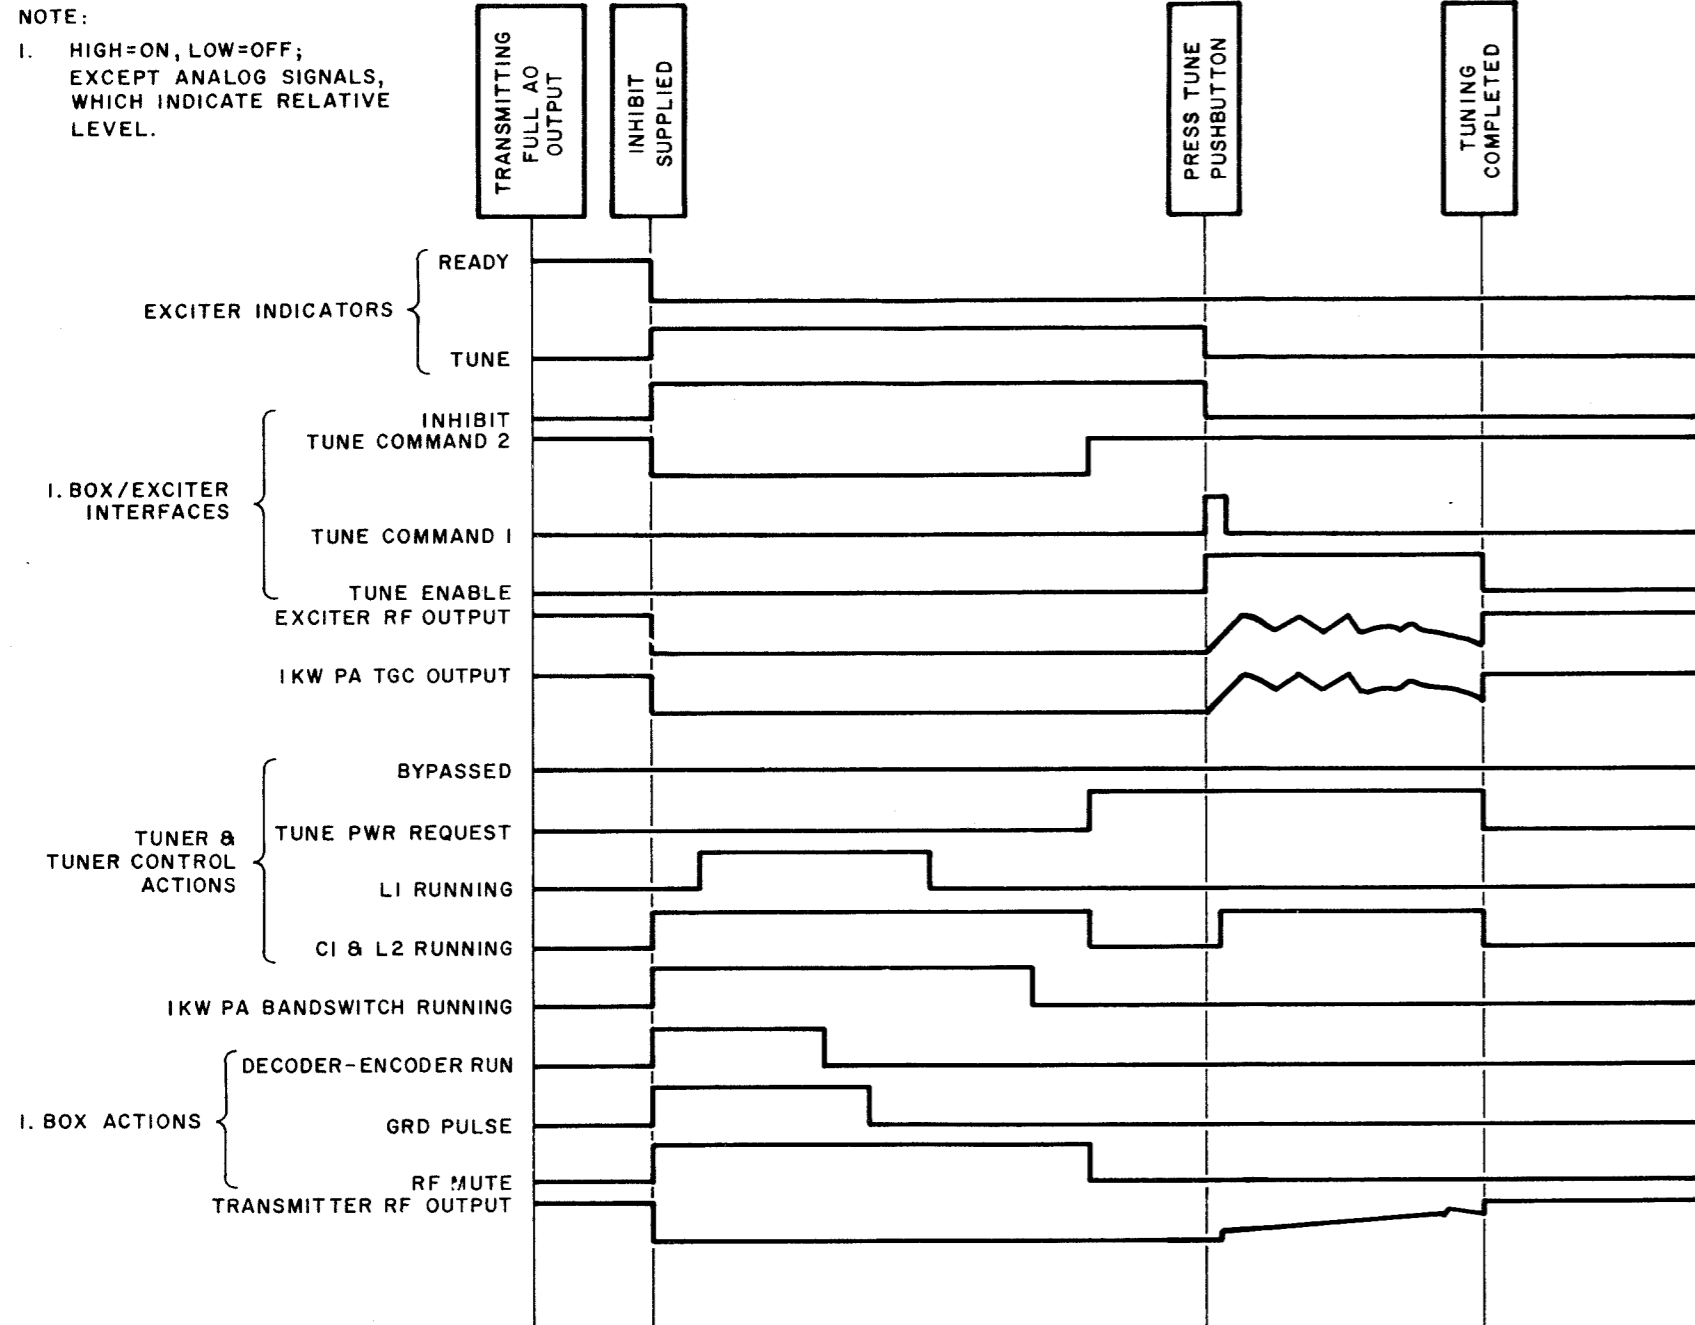 NOTE:
1. HIGH=ON, LOW=OFF;
EXCEPT ANALOG SIGNALS,
WHICH INDICATE RELATIVE
LEVEL.
TRANSMITTING
FULL AO
OUTPUT
INHIBIT
SUPPLIED
PRESS TUNE
PUSHBUTTON
TUNING
COMPLETED
EXCITER INDICATORS
READY
TUNE
I. BOX/EXCITER
INTERFACES
INHIBIT
TUNE COMMAND 2
TUNE COMMAND 1
TUNE ENABLE
EXCITER RF OUTPUT
1KW PA TGC OUTPUT
TUNER &
TUNER CONTROL
ACTIONS
BYPASSED
TUNE PWR REQUEST
L1 RUNNING
C1 & L2 RUNNING
1KW PA BANDSWITCH RUNNING
I. BOX ACTIONS
DECODER-ENCODER RUN
GRD PULSE
RF MUTE
TRANSMITTER RF OUTPUT